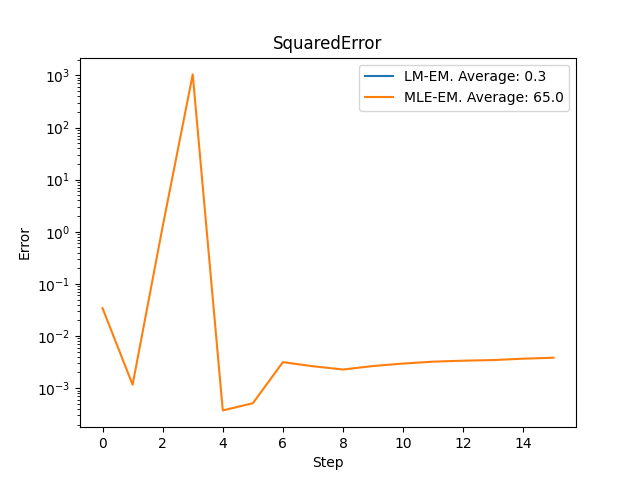 SquaredError
LM-EM. Average: 0.3
MLE-EM. Average: 65.0
10³
10²
10¹
10⁰
10⁻¹
10⁻²
10⁻³
Error
0 2 4 6 8 10 12 14
Step